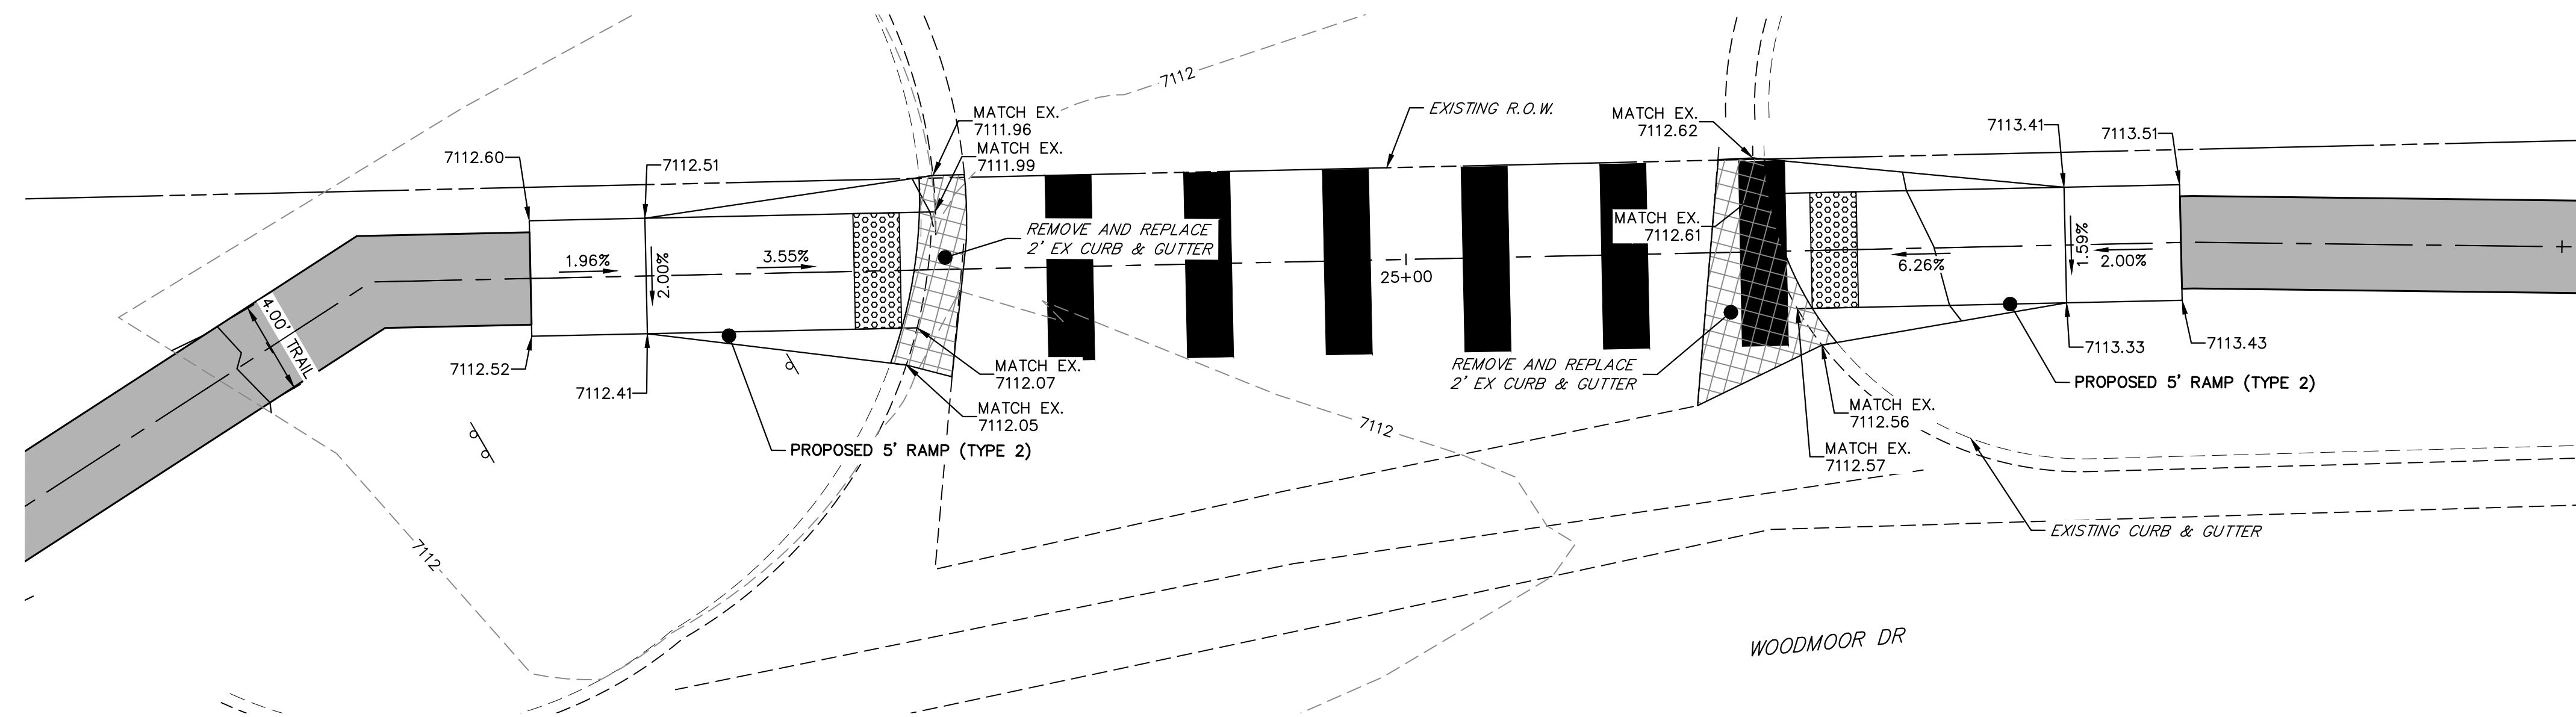 7112
EXISTING R.O.W.
MATCH EX.
7111.96
MATCH EX.
7111.99
MATCH EX.
7112.62
7113.41
7113.51
7112.60
7112.51
REMOVE AND REPLACE
2' EX CURB & GUTTER
MATCH EX.
7112.61
1.96%
2.00%
3.55%
25+00
6.26%
1.59%
2.00%
4.00' TRAIL
7112.52
7112.41
MATCH EX.
7112.07
MATCH EX.
7112.05
PROPOSED 5' RAMP (TYPE 2)
REMOVE AND REPLACE
2' EX CURB & GUTTER
7113.33
7113.43
PROPOSED 5' RAMP (TYPE 2)
MATCH EX.
7112.56
MATCH EX.
7112.57
7112
7112
EXISTING CURB & GUTTER
WOODMOOR DR